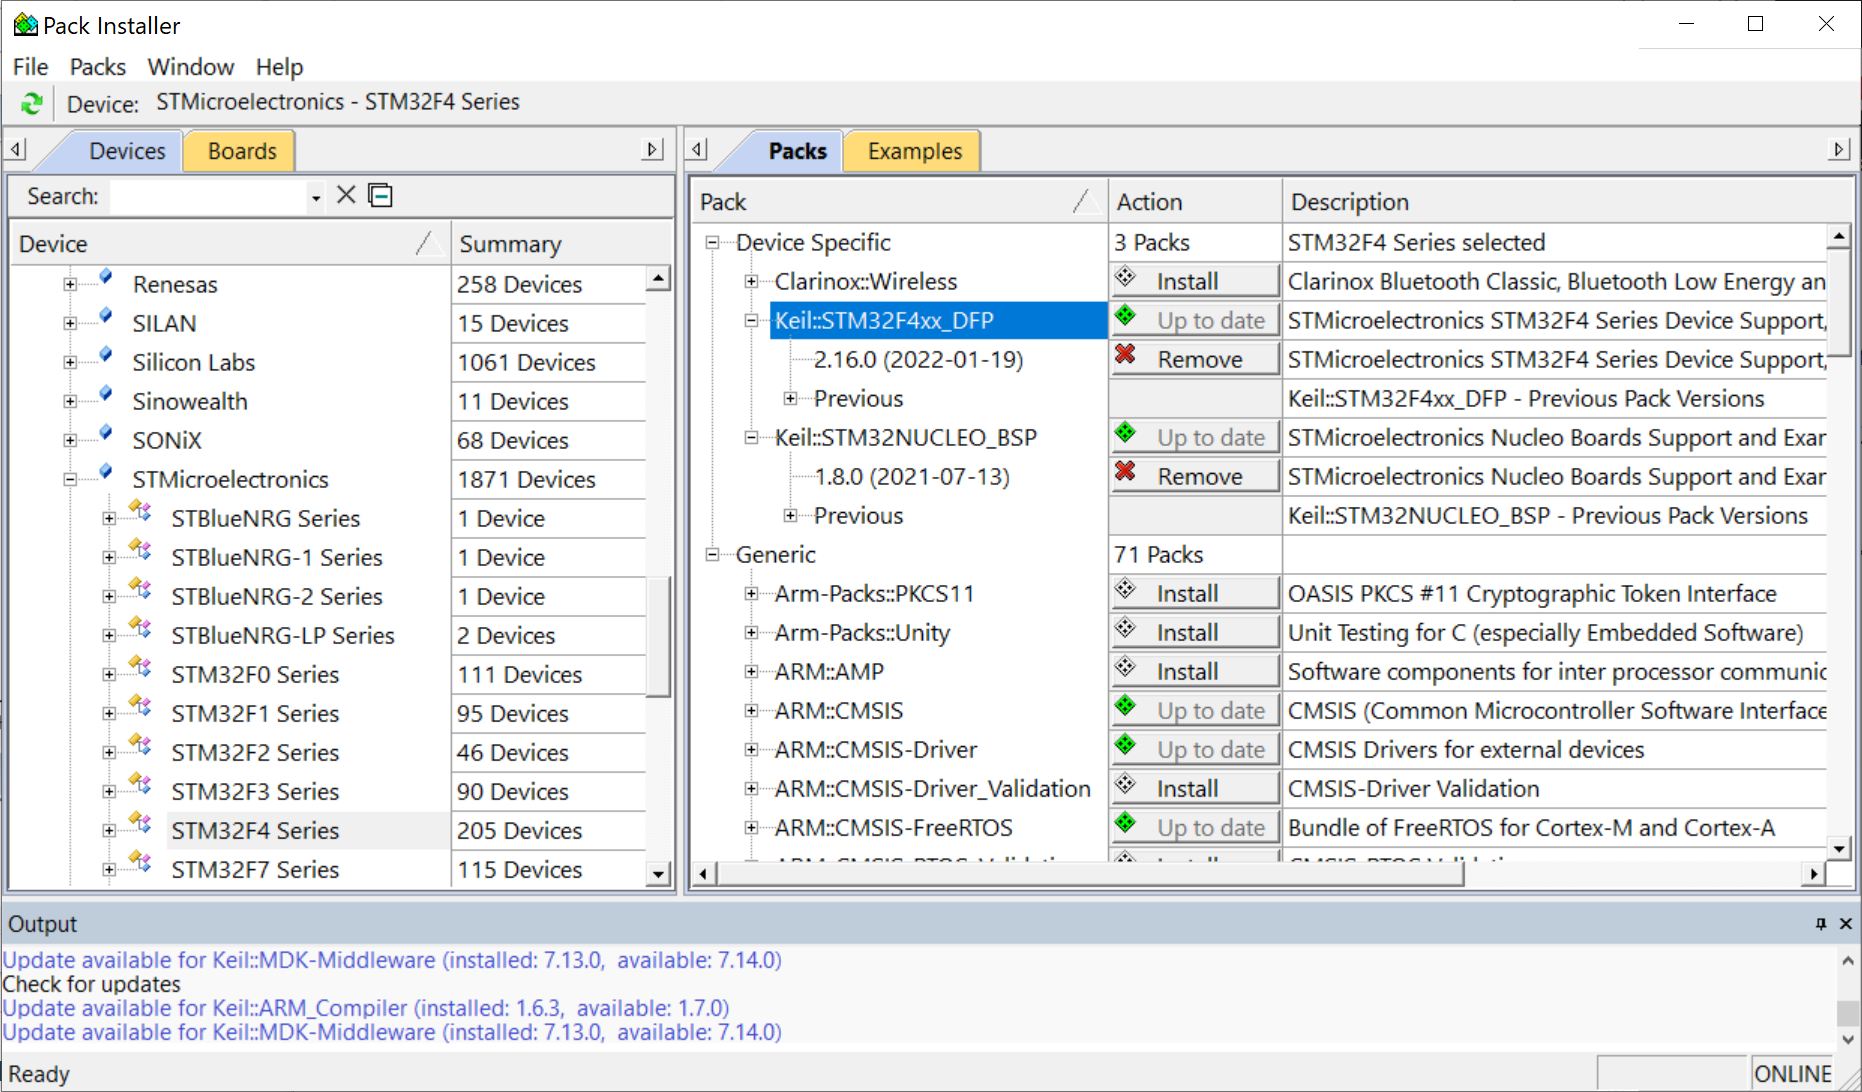 Pack Installer
File Packs Window Help
Device: STMicroelectronics - STM32F4 Series
Devices Boards
Search:
Device Summary
Renesas 258 Devices
SILAN 15 Devices
Silicon Labs 1061 Devices
Sinowealth 11 Devices
SONiX 68 Devices
STMicroelectronics 1871 Devices
STBlueNRG Series 1 Device
STBlueNRG-1 Series 1 Device
STBlueNRG-2 Series 1 Device
STBlueNRG-LP Series 2 Devices
STM32F0 Series 111 Devices
STM32F1 Series 95 Devices
STM32F2 Series 46 Devices
STM32F3 Series 90 Devices
STM32F4 Series 205 Devices
STM32F7 Series 115 Devices
Packs Examples
Pack Action Description
Device Specific 3 Packs STM32F4 Series selected
Clarinox::Wireless Install Clarinox Bluetooth Classic, Bluetooth Low Energy an
Keil::STM32F4xx_DFP Up to date STMicroelectronics STM32F4 Series Device Support,
2.16.0 (2022-01-19) Remove STMicroelectronics STM32F4 Series Device Support,
Previous Keil::STM32F4xx_DFP - Previous Pack Versions
Keil::STM32NUCLEO_BSP Up to date STMicroelectronics Nucleo Boards Support and Exar
1.8.0 (2021-07-13) Remove STMicroelectronics Nucleo Boards Support and Exar
Previous Keil::STM32NUCLEO_BSP - Previous Pack Versions
Generic 71 Packs
Arm-Packs::PKCS11 Install OASIS PKCS #11 Cryptographic Token Interface
Arm-Packs::Unity Install Unit Testing for C (especially Embedded Software)
ARM::AMP Install Software components for inter processor communic
ARM::CMSIS Up to date CMSIS (Common Microcontroller Software Interface
ARM::CMSIS-Driver Up to date CMSIS Drivers for external devices
ARM::CMSIS-Driver_Validation Install CMSIS-Driver Validation
ARM::CMSIS-FreeRTOS Up to date Bundle of FreeRTOS for Cortex-M and Cortex-A
Output
Update available for Keil::MDK-Middleware (installed: 7.13.0, available: 7.14.0)
Check for updates
Update available for Keil::ARM_Compiler (installed: 1.6.3, available: 1.7.0)
Update available for Keil::MDK-Middleware (installed: 7.13.0, available: 7.14.0)
Ready ONLINE